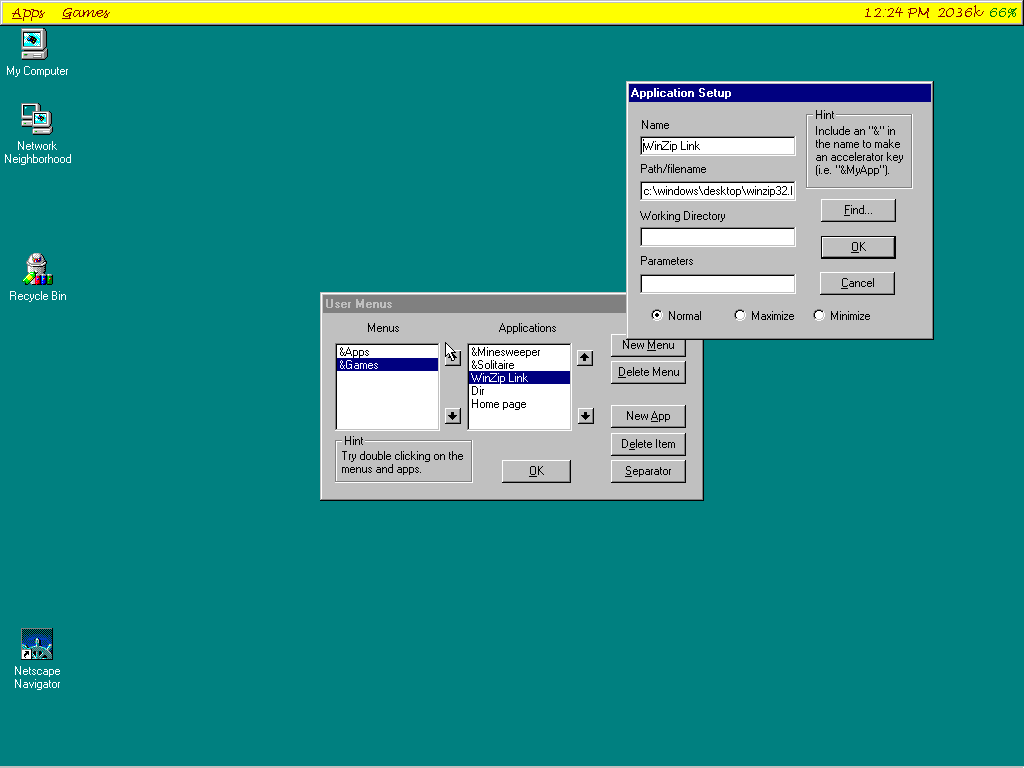 Apps Games 12:24 PM 2036k 66%
My Computer
Network
Neighborhood
Recycle Bin
Netscape
Navigator
Application Setup
Name
WinZip Link
Path/filename
c:\windows\desktop\winzip32.l
Working Directory
Parameters
Normal Maximize Minimize
Hint
Include an "&" in
the name to make
an accelerator key
(i.e. "&MyApp").
Find...
OK
Cancel
User Menus
Menus
&Apps
&Games
Applications
&Minesweeper
&Solitaire
WinZip Link
Dir
Home page
Hint
Try double clicking on the
menus and apps.
OK
New Menu
Delete Menu
New App
Delete Item
Separator